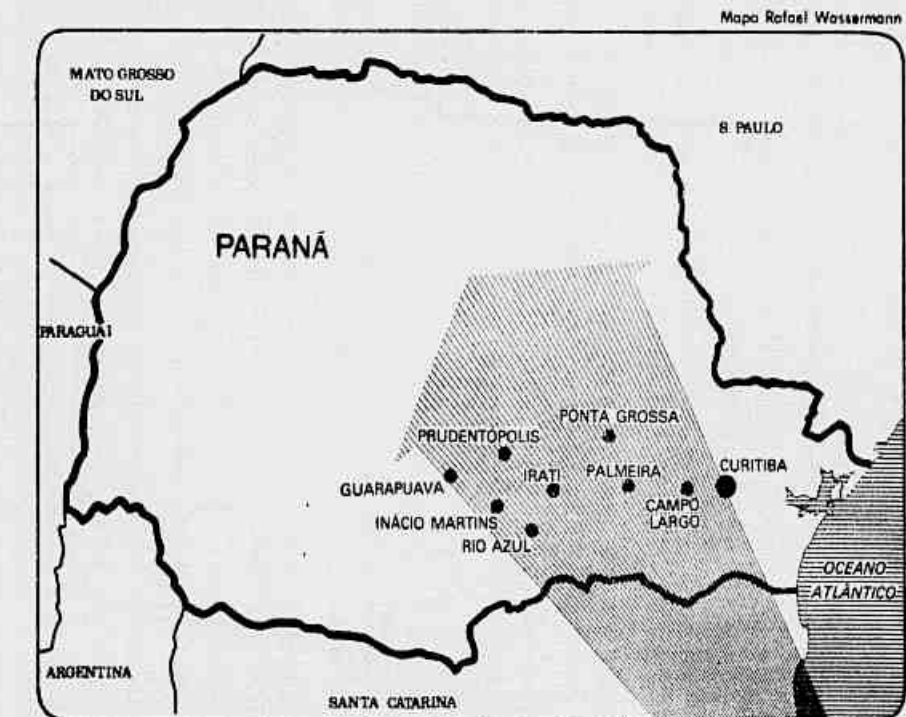 Mapa Rafael Wassermann
MATO GROSSO
DO SUL
S. PAULO
PARANÁ
PARAGUAI
PONTA GROSSA
PRUDENTÓPOLIS
IRATI
PALMEIRA
CURITIBA
GUARAPUAVA
CAMPO
LARGO
INÁCIO MARTINS
RIO AZUL
OCEANO
ATLÂNTICO
ARGENTINA
SANTA CATARINA